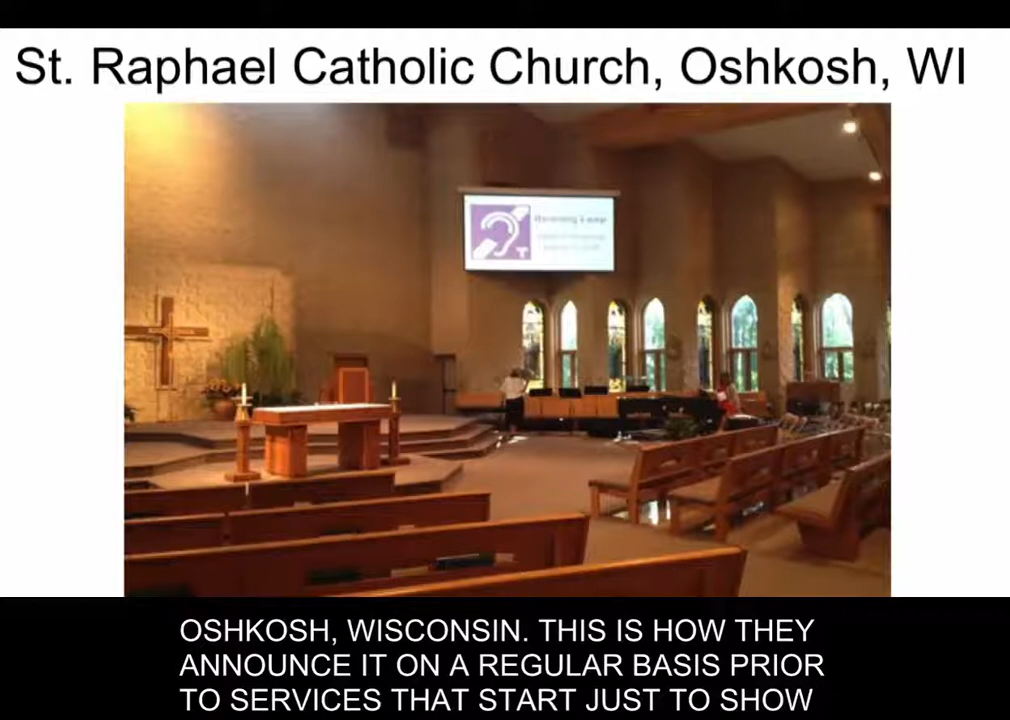 St. Raphael Catholic Church, Oshkosh, WI
T
OSHKOSH, WISCONSIN. THIS IS HOW THEY
ANNOUNCE IT ON A REGULAR BASIS PRIOR
TO SERVICES THAT START JUST TO SHOW